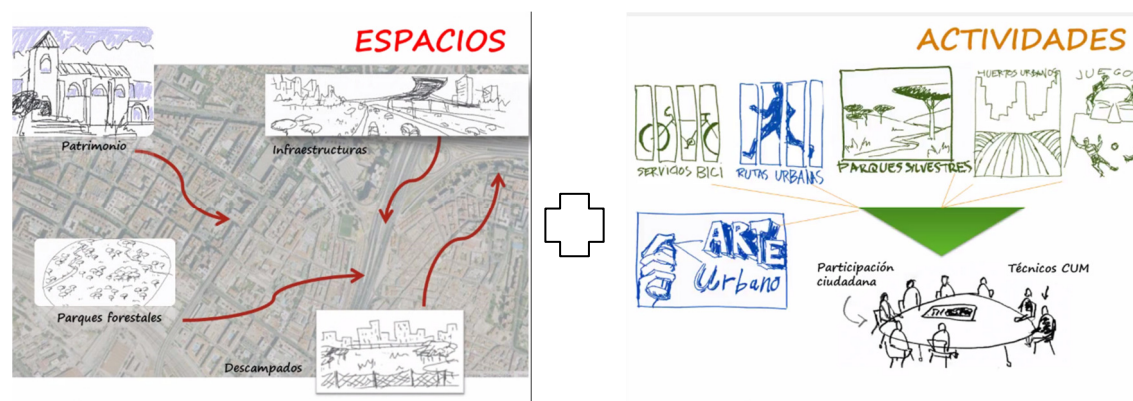 ESPACIOS
Patrimonio
Infraestructuras
Parques forestales
Descampados
ACTIVIDADES
SERVICIOS BICI
RUTAS URBANAS
PARQUES SILVESTRES
HUERTOS URBANOS
JUEGO
ARTE
Urbano
Participación
ciudadana
Técnicos CUM